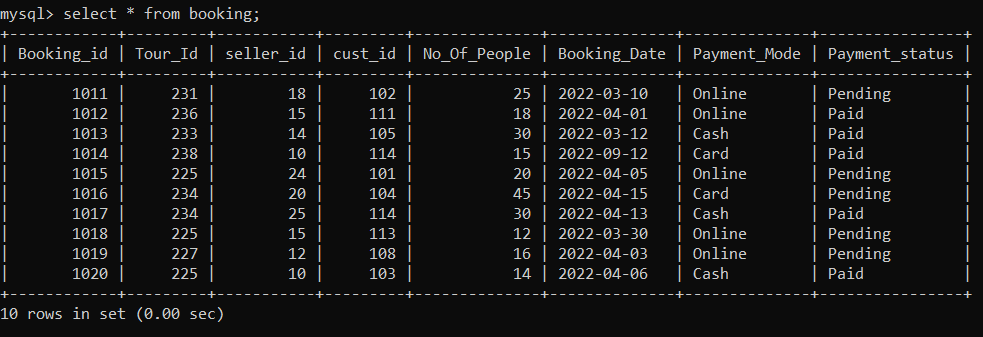 mysql> select * from booking;
+------------+---------+-----------+---------+--------------+--------------+--------------+----------------+
| Booking_id | Tour_Id | seller_id | cust_id | No_Of_People | Booking_Date | Payment_Mode | Payment_status |
+------------+---------+-----------+---------+--------------+--------------+--------------+----------------+
|       1011 |     231 |        18 |     102 |           25 | 2022-03-10   | Online       | Pending        |
|       1012 |     236 |        15 |     111 |           18 | 2022-04-01   | Online       | Paid           |
|       1013 |     233 |        14 |     105 |           30 | 2022-03-12   | Cash         | Paid           |
|       1014 |     238 |        10 |     114 |           15 | 2022-09-12   | Card         | Paid           |
|       1015 |     225 |        24 |     101 |           20 | 2022-04-05   | Online       | Pending        |
|       1016 |     234 |        20 |     104 |           45 | 2022-04-15   | Card         | Pending        |
|       1017 |     234 |        25 |     114 |           30 | 2022-04-13   | Cash         | Paid           |
|       1018 |     225 |        15 |     113 |           12 | 2022-03-30   | Online       | Pending        |
|       1019 |     227 |        12 |     108 |           16 | 2022-04-03   | Online       | Pending        |
|       1020 |     225 |        10 |     103 |           14 | 2022-04-06   | Cash         | Paid           |
+------------+---------+-----------+---------+--------------+--------------+--------------+----------------+
10 rows in set (0.00 sec)